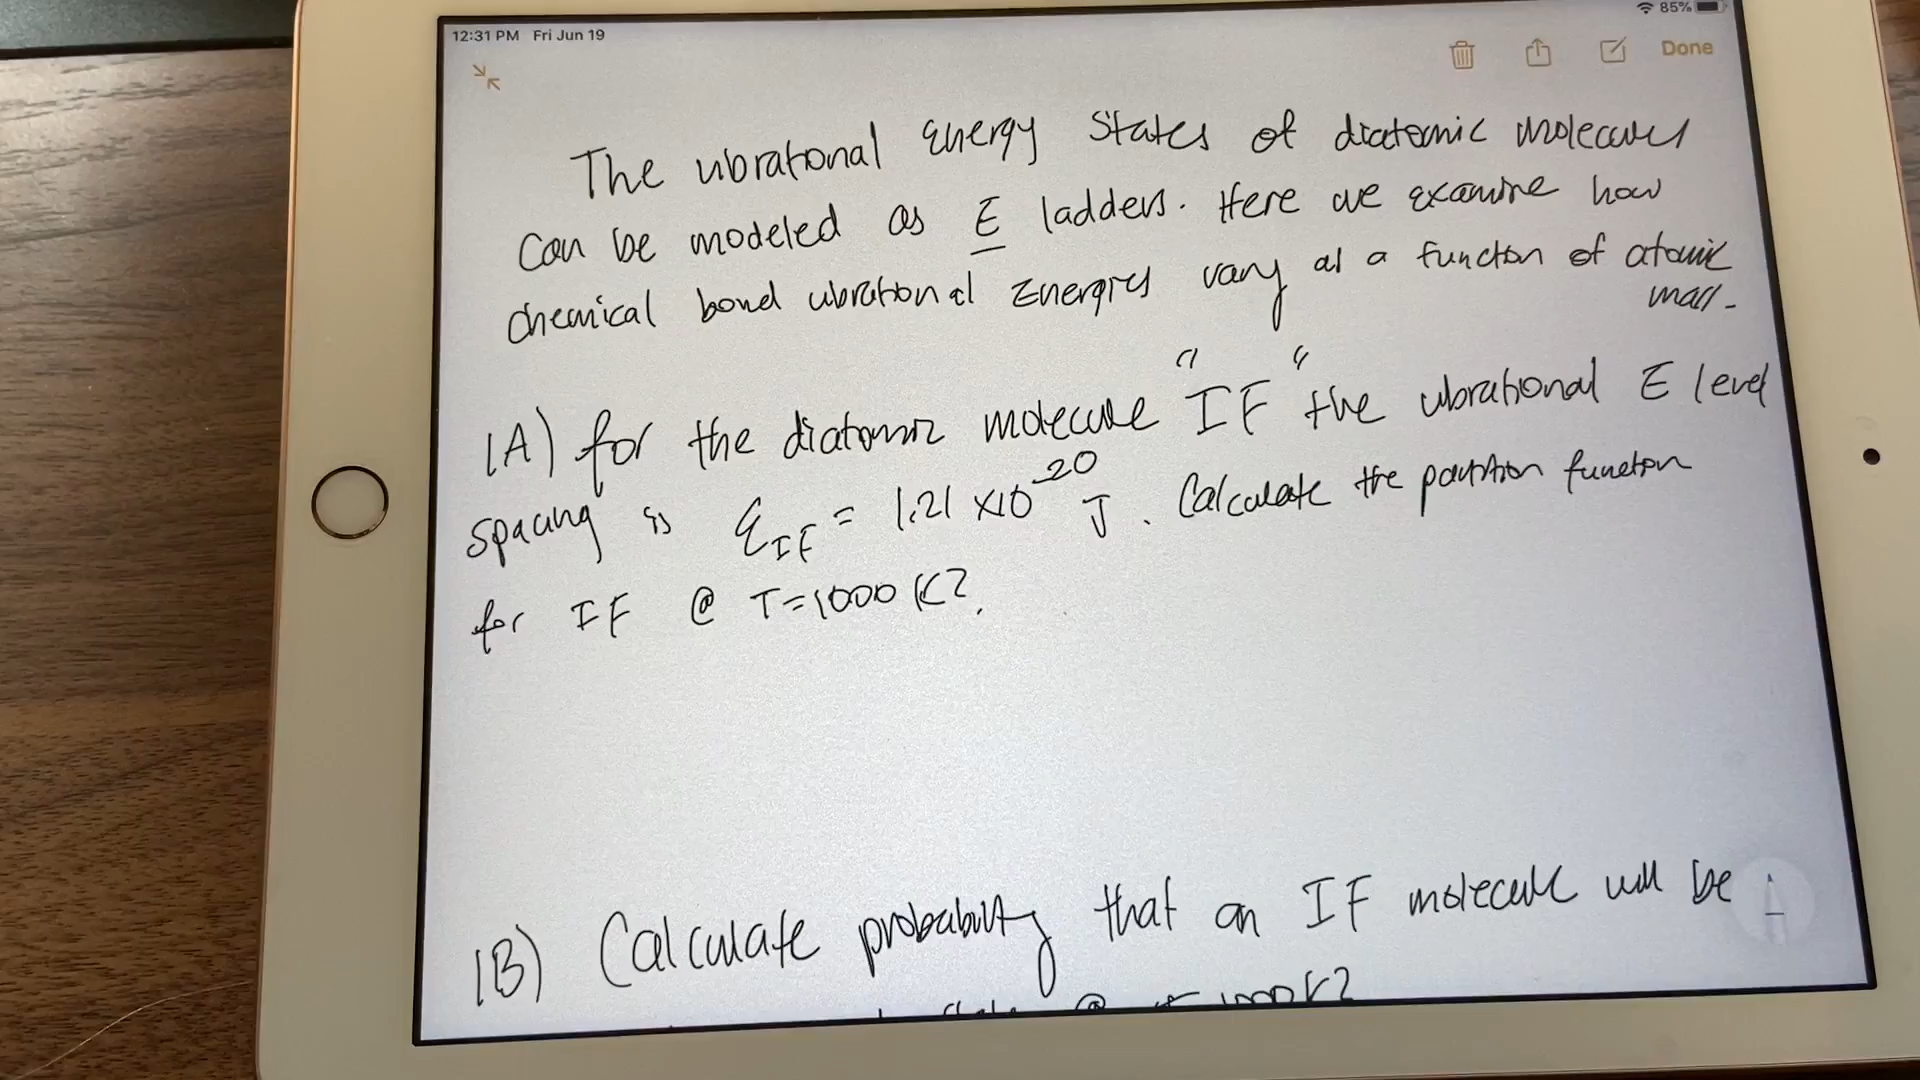 12:31 PM Fri Jun 19
85%
Done
The vibrational Energy States of diatomic molecules
can be modeled as E ladders. Here we examine how
chemical bond vibrational Energies vary as a function of atomic
mass.
1A) for the diatomic molecule "IF" the vibrational E level
spacing is ε_IF = 1.21 x10^-20 J. Calculate the partition function
for IF @ T=1000 K?.
1B) Calculate probability that an IF molecule will be
@ 1000 K?